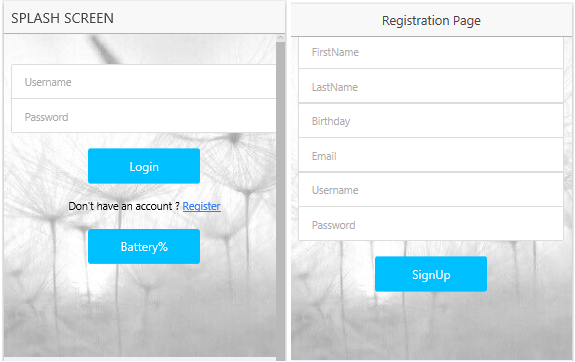 SPLASH SCREEN
Username
Password
Login
Don't have an account ? Register
Battery%
Registration Page
FirstName
LastName
Birthday
Email
Username
Password
SignUp